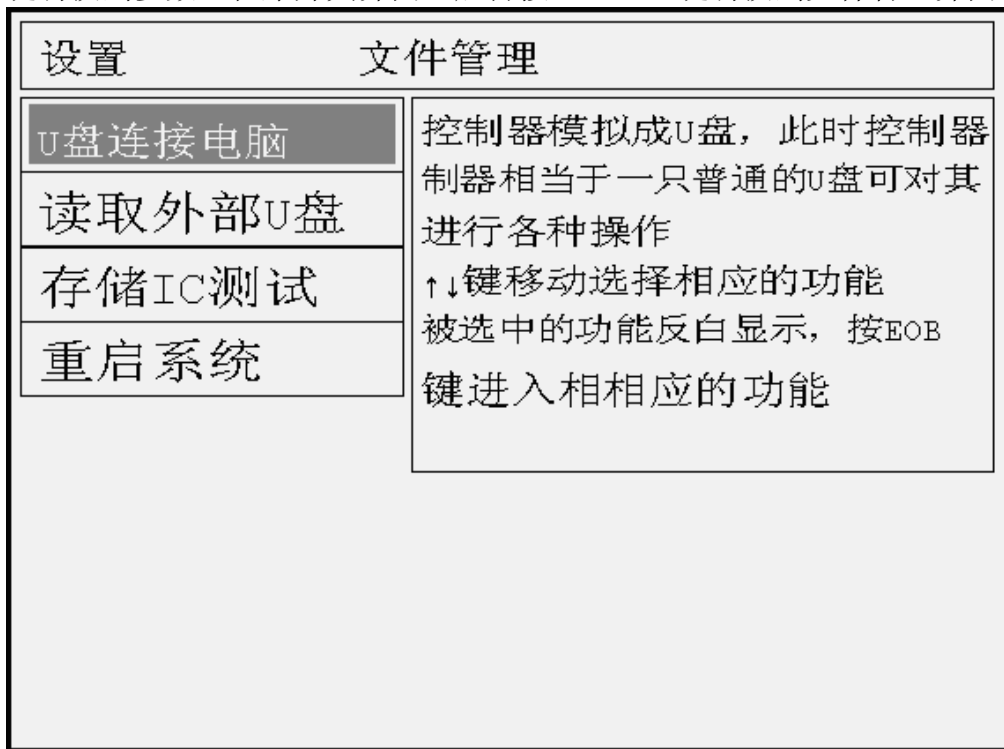 设置 文件管理
U盘连接电脑
读取外部U盘
存储IC测试
重启系统
控制器模拟成U盘，此时控制器
制器相当于一只普通的U盘可对其
进行各种操作
↑↓键移动选择相应的功能
被选中的功能反白显示，按EOB
键进入相相应的功能